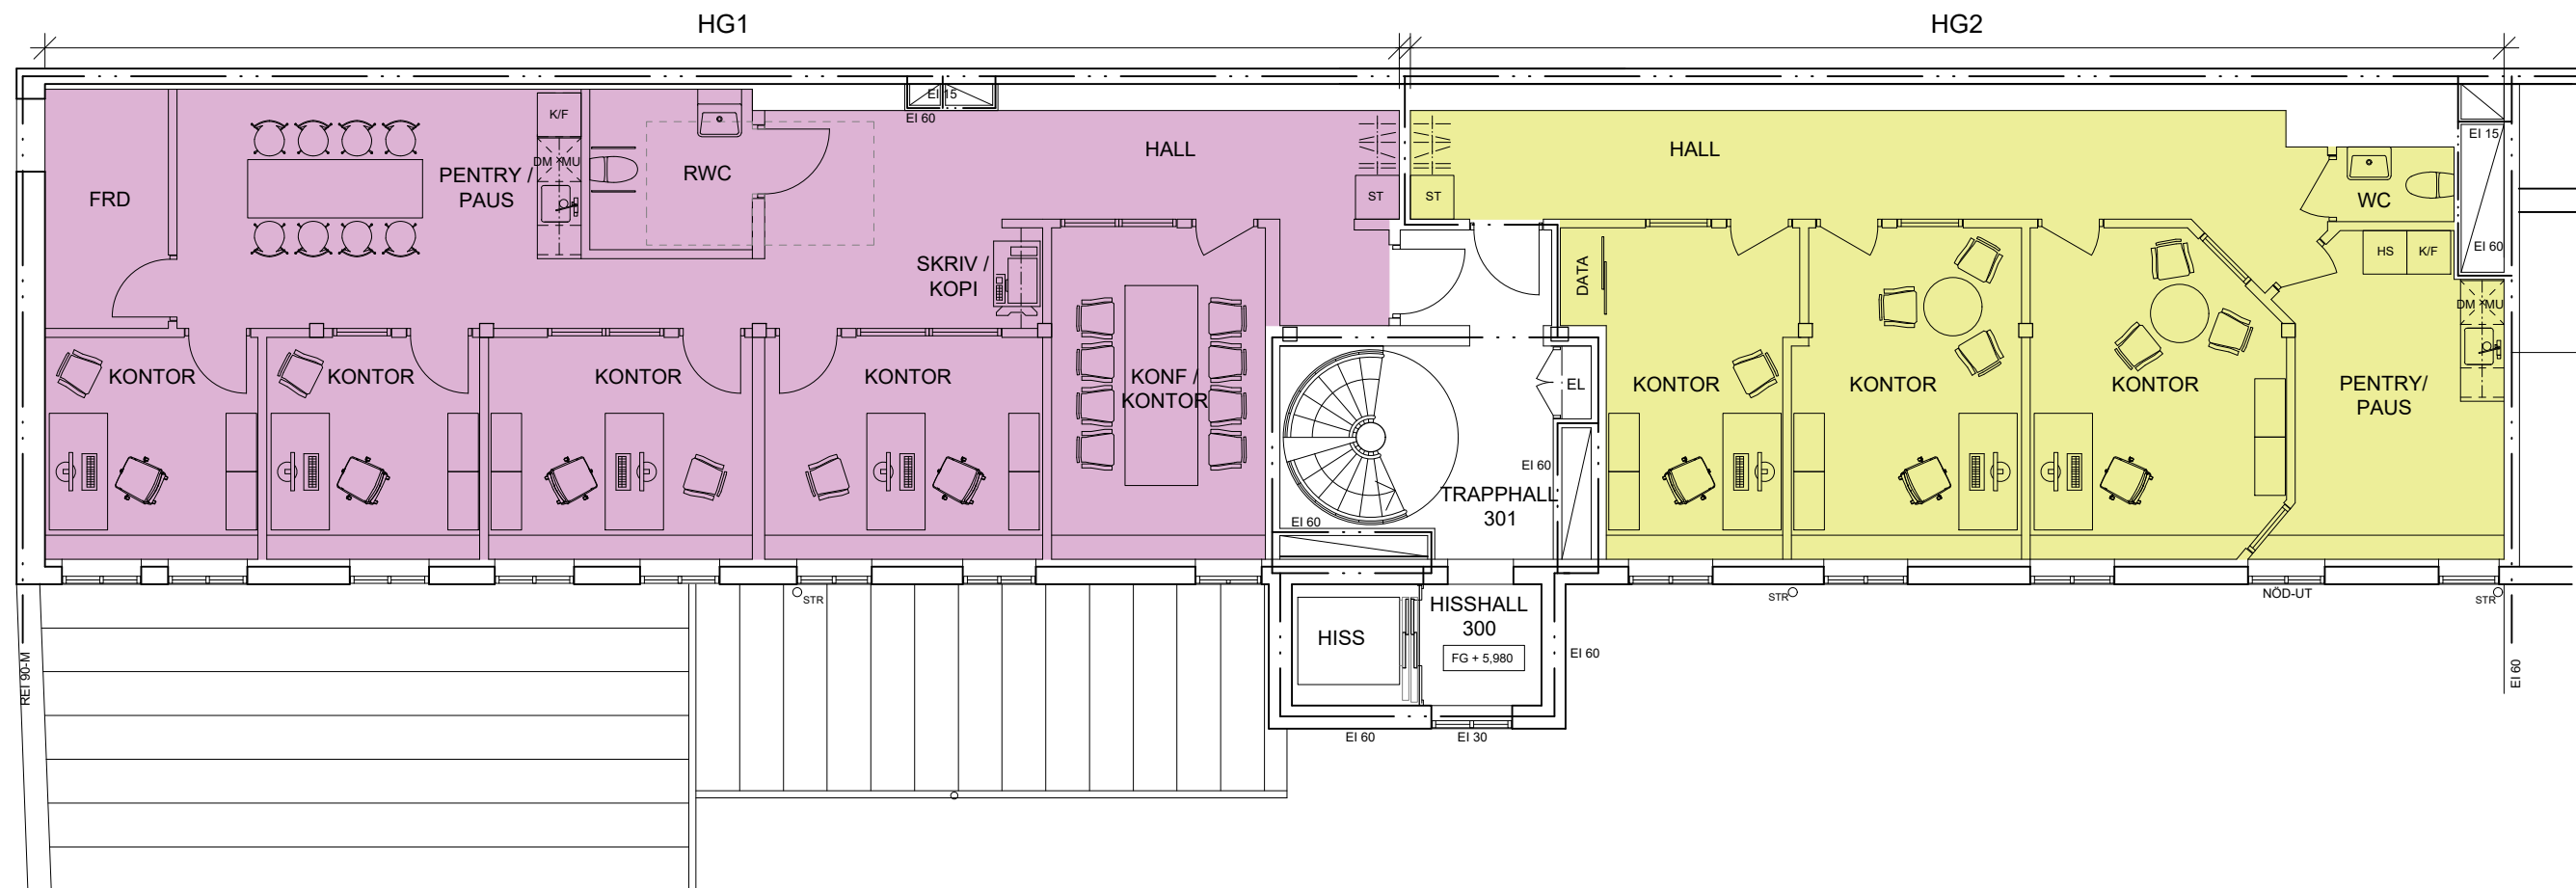 HG1
HG2
EI 15
EI 60
K/F
DM
MU
PENTRY /
PAUS
RWC
FRD
HALL
ST
ST
HALL
EI 15
WC
EI 60
HS
K/F
DM
MU
SKRIV /
KOPI
DATA
KONTOR
KONTOR
KONTOR
KONTOR
KONF /
KONTOR
EL
KONTOR
KONTOR
KONTOR
PENTRY/
PAUS
EI 60
TRAPPHALL
301
EI 60
STR
HISSHALL
300
FG + 5,980
HISS
EI 60
STR
NÖD-UT
STR
REI 90-M
EI 60
EI 60
EI 30